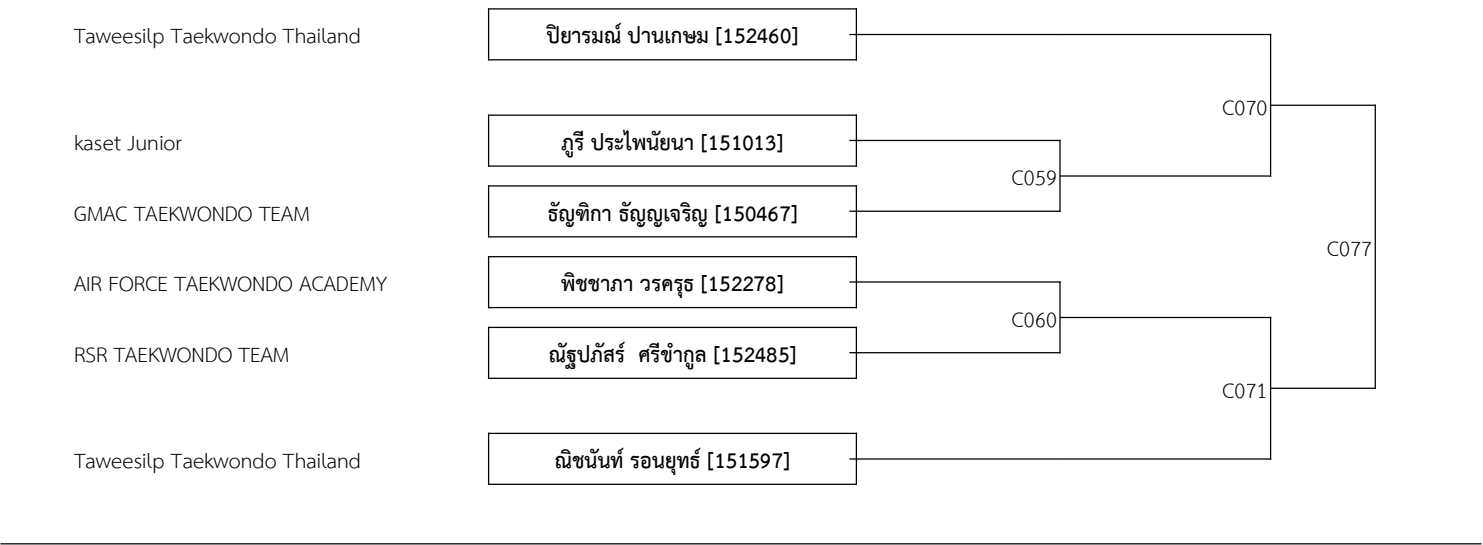 Taweesilp Taekwondo Thailand ปิยารมณ์ ปานเกษม [152460]
C070
kaset Junior ภูรี ประไพนัยนา [151013]
C059
GMAC TAEKWONDO TEAM ธัญฑิกา ธัญญเจริญ [150467]
C077
AIR FORCE TAEKWONDO ACADEMY พิชชาภา วรครุธ [152278]
C060
RSR TAEKWONDO TEAM ณัฐปภัสร์ ศรีขำกูล [152485]
C071
Taweesilp Taekwondo Thailand ณิชนันท์ รอนยุทธ์ [151597]